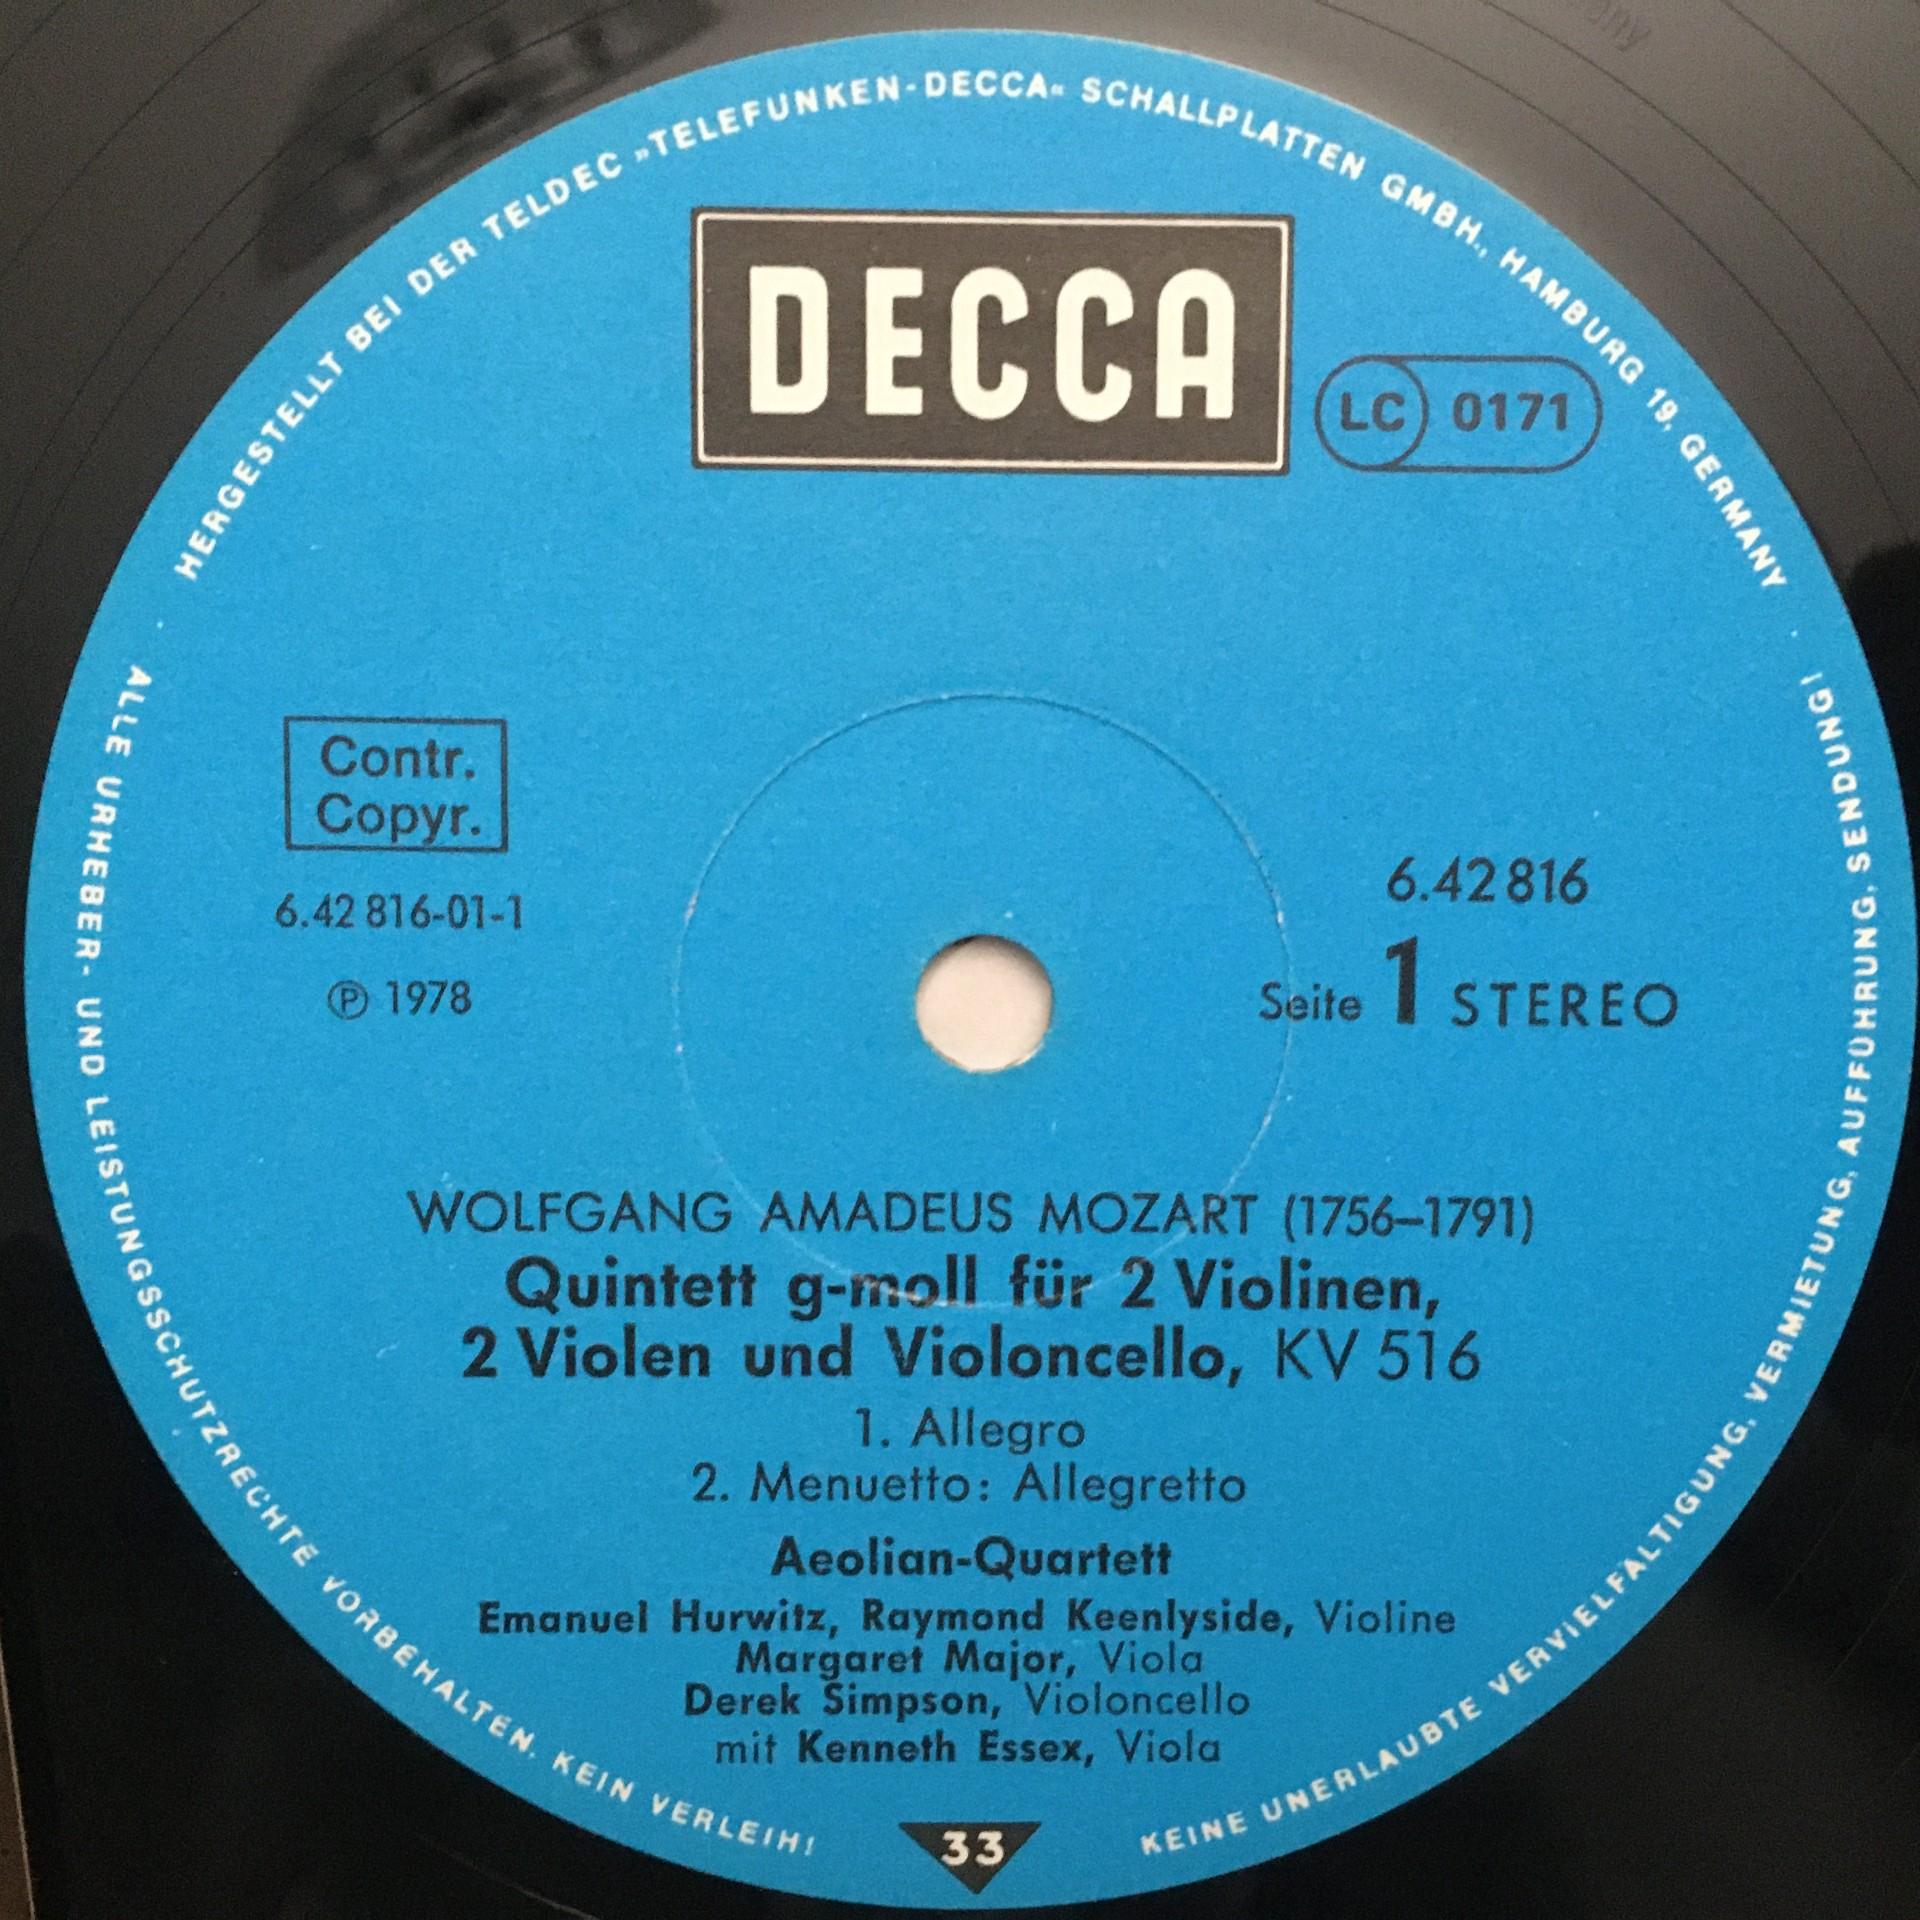 HERGESTELLT BEI DER TELDEC »TELEFUNKEN-DECCA« SCHALLPLATTEN GMBH., HAMBURG 19, GERMANY
DECCA
LC 0171
Contr.
Copyr.
6.42 816-01-1
℗ 1978
6.42 816
Seite 1 STEREO
WOLFGANG AMADEUS MOZART (1756–1791)
Quintett g-moll für 2 Violinen,
2 Violen und Violoncello, KV 516
1. Allegro
2. Menuetto: Allegretto
Aeolian-Quartett
Emanuel Hurwitz, Raymond Keenlyside, Violine
Margaret Major, Viola
Derek Simpson, Violoncello
mit Kenneth Essex, Viola
33
ALLE URHEBER- UND LEISTUNGSSCHUTZRECHTE VORBEHALTEN. KEIN VERLEIH!
KEINE UNERLAUBTE VERVIELFALTIGUNG, VERMIETUNG, AUFFÜHRUNG, SENDUNG!